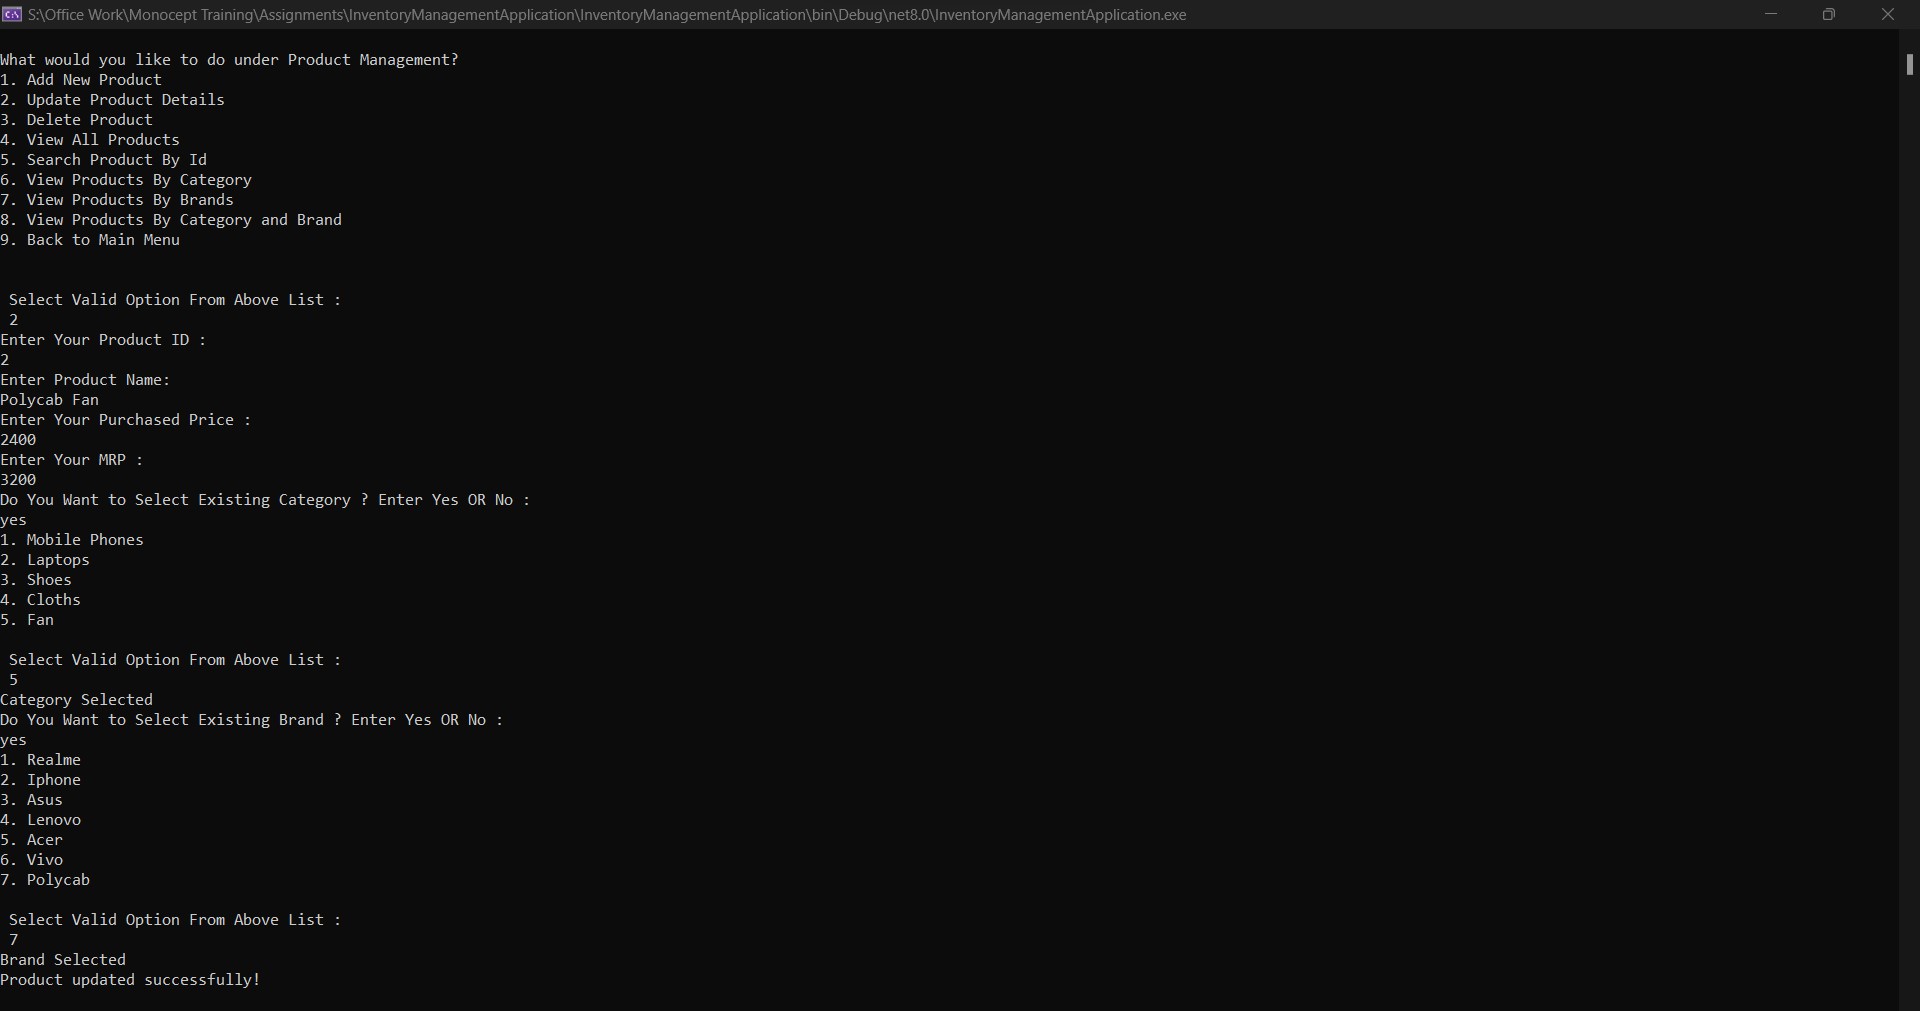 S:\Office Work\Monocept Training\Assignments\InventoryManagementApplication\InventoryManagementApplication\bin\Debug\net8.0\InventoryManagementApplication.exe
What would you like to do under Product Management?
1. Add New Product
2. Update Product Details
3. Delete Product
4. View All Products
5. Search Product By Id
6. View Products By Category
7. View Products By Brands
8. View Products By Category and Brand
9. Back to Main Menu
Select Valid Option From Above List :
2
Enter Your Product ID :
2
Enter Product Name:
Polycab Fan
Enter Your Purchased Price :
2400
Enter Your MRP :
3200
Do You Want to Select Existing Category ? Enter Yes OR No :
yes
1. Mobile Phones
2. Laptops
3. Shoes
4. Cloths
5. Fan
Select Valid Option From Above List :
5
Category Selected
Do You Want to Select Existing Brand ? Enter Yes OR No :
yes
1. Realme
2. Iphone
3. Asus
4. Lenovo
5. Acer
6. Vivo
7. Polycab
Select Valid Option From Above List :
7
Brand Selected
Product updated successfully!